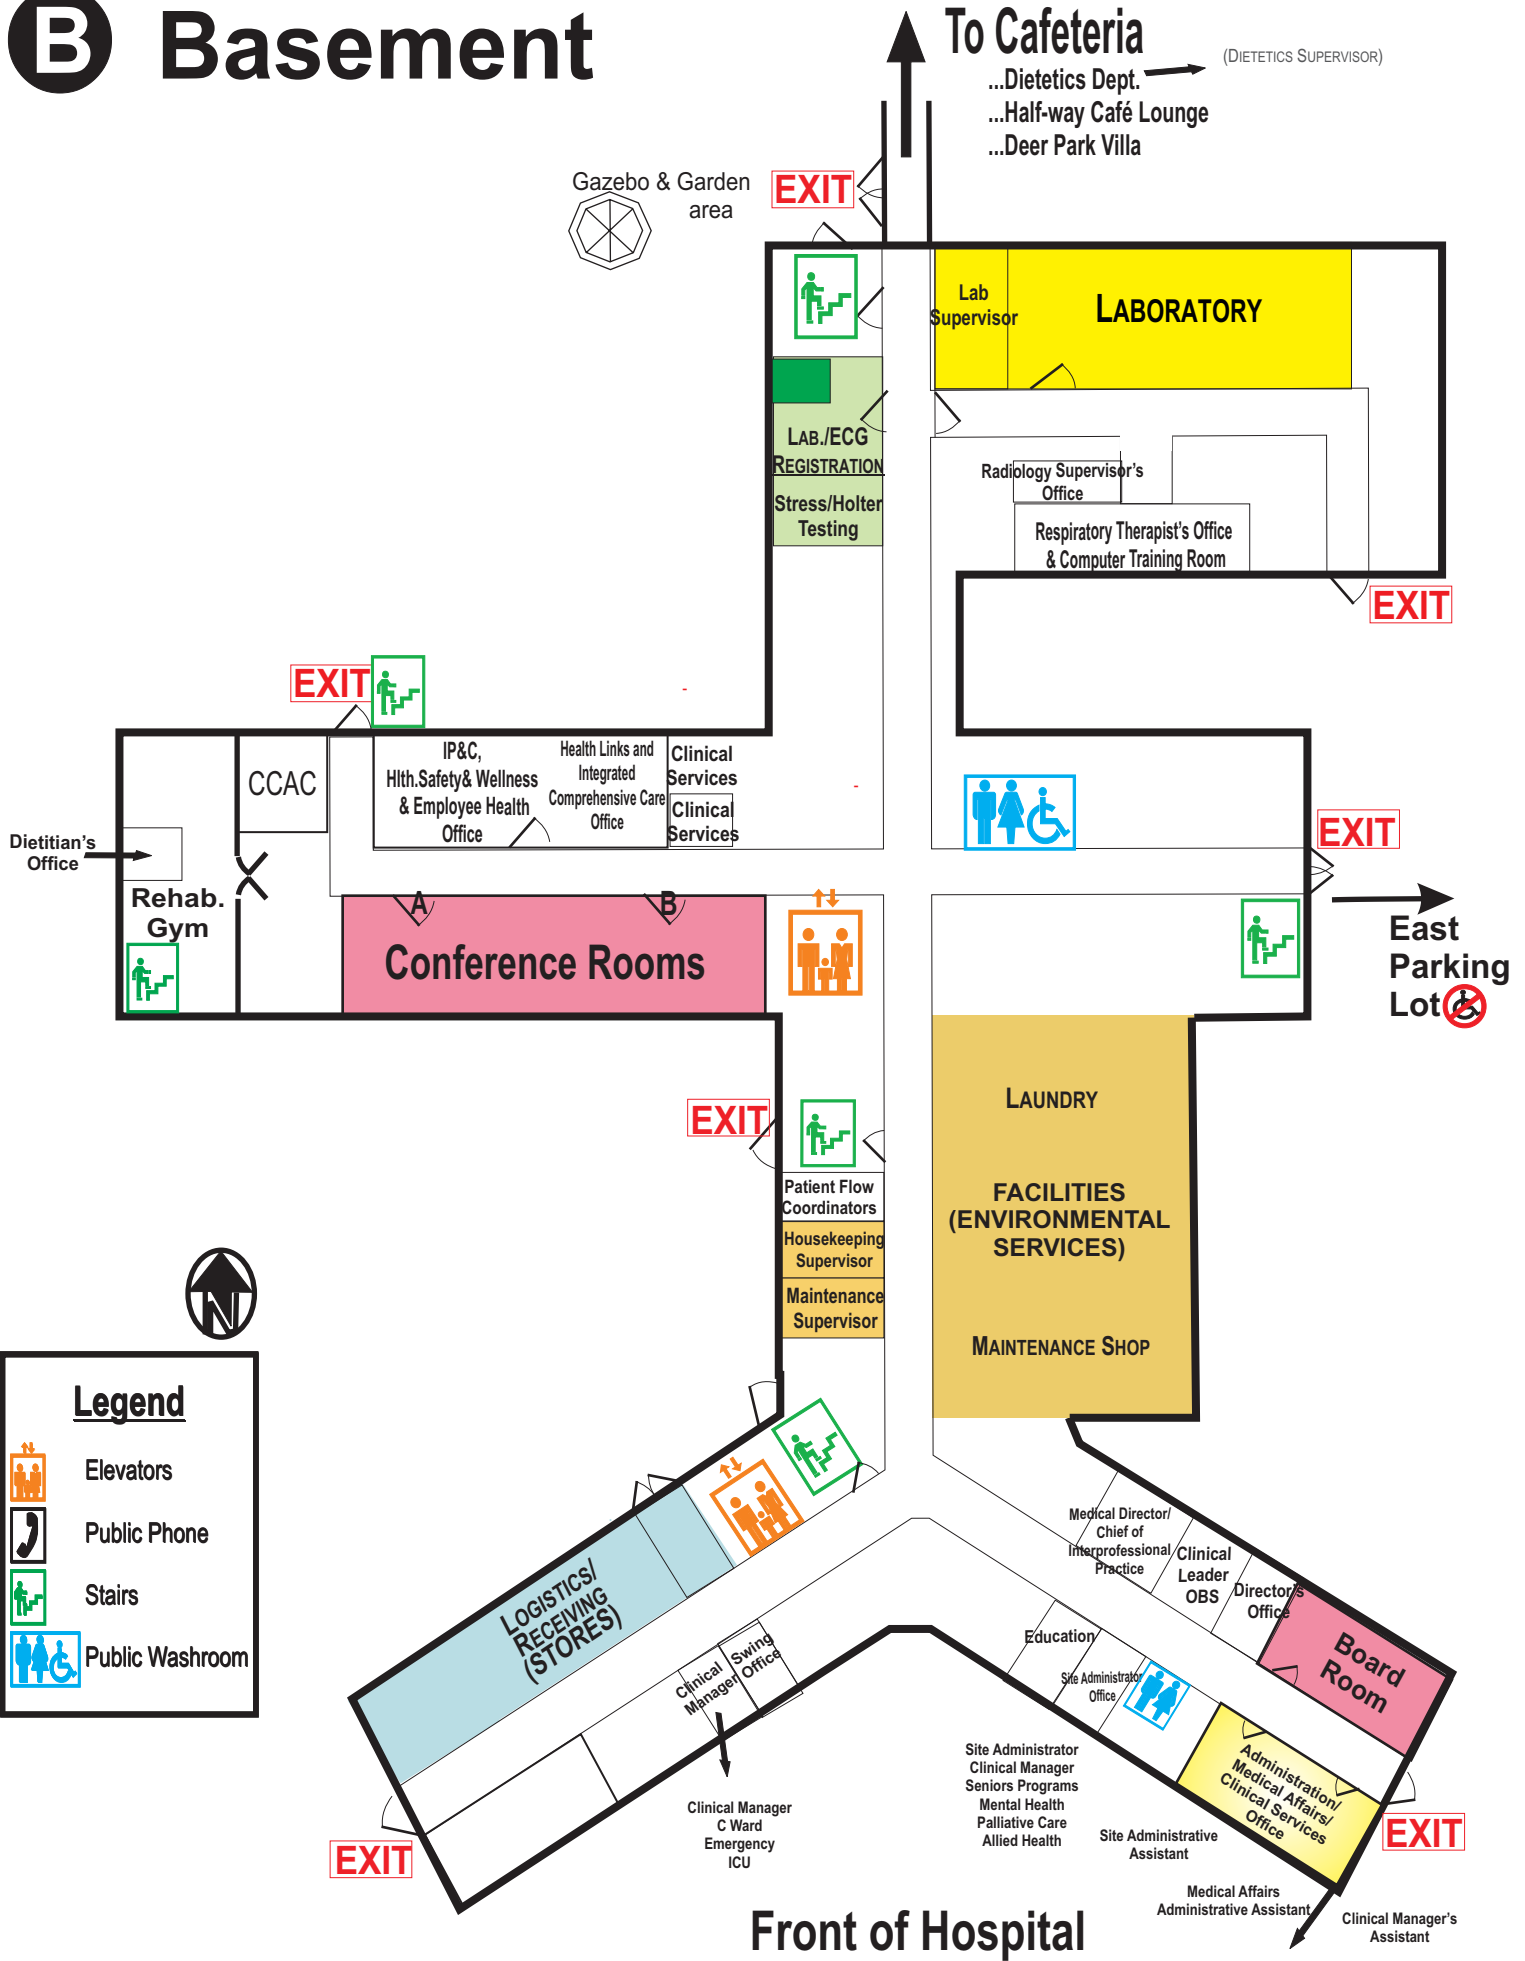 B Basement
To Cafeteria
(DIETETICS SUPERVISOR)
...Dietetics Dept.
...Half-way Café Lounge
...Deer Park Villa
Gazebo & Garden
area
EXIT
Lab
Supervisor
LABORATORY
LAB./ECG
REGISTRATION
Stress/Holter
Testing
Radiology Supervisor's
Office
Respiratory Therapist's Office
& Computer Training Room
EXIT
EXIT
CCAC
IP&C,
Hlth.Safety& Wellness
& Employee Health
Office
Health Links and
Integrated
Comprehensive Care
Office
Clinical
Services
Clinical
Services
EXIT
Dietitian's
Office
Rehab.
Gym
A
B
Conference Rooms
East
Parking
Lot
EXIT
LAUNDRY
FACILITIES
(ENVIRONMENTAL
SERVICES)
MAINTENANCE SHOP
Patient Flow
Coordinators
Housekeeping
Supervisor
Maintenance
Supervisor
N
Legend
Elevators
Public Phone
Stairs
Public Washroom
LOGISTICS/
RECEIVING
(STORES)
Clinical
Manager
Swing
Office
Medical Director/
Chief of
Interprofessional
Practice
Clinical
Leader
OBS
Director's
Office
Board
Room
Education
Site Administrator
Office
Administration/
Medical Affairs/
Clinical Services
Office
EXIT
EXIT
Clinical Manager
C Ward
Emergency
ICU
Site Administrator
Clinical Manager
Seniors Programs
Mental Health
Palliative Care
Allied Health
Site Administrative
Assistant
Medical Affairs
Administrative Assistant
Clinical Manager's
Assistant
Front of Hospital